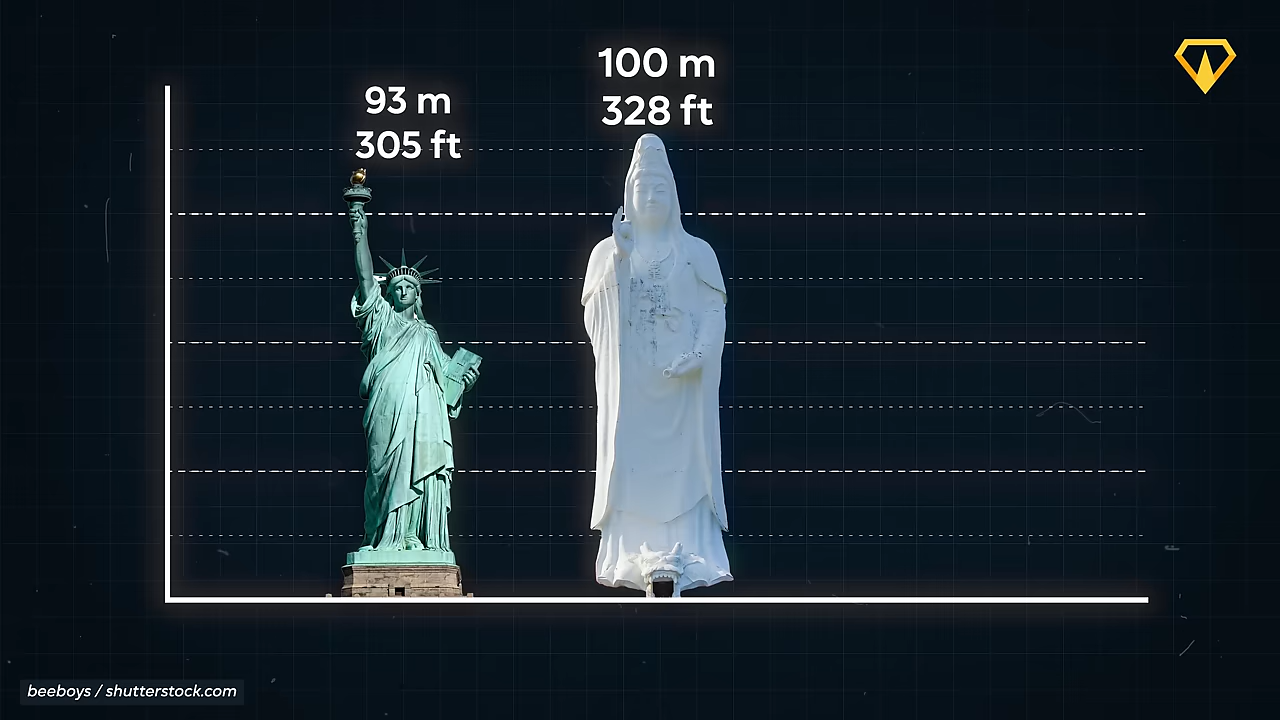 100 m
328 ft
93 m
305 ft
beeboys / shutterstock.com